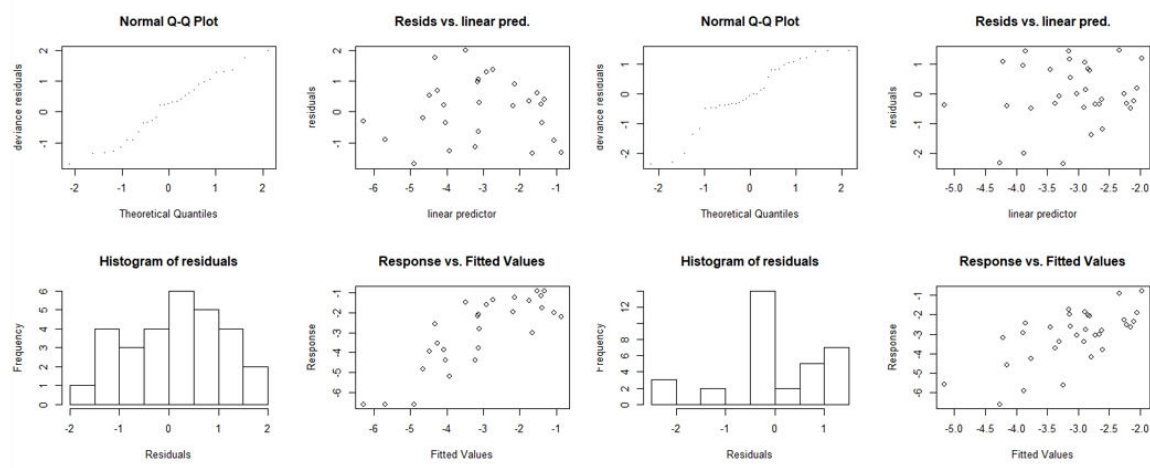 Normal Q-Q Plot
deviance residuals
-1 0 1 2
-2 -1 0 1 2
Theoretical Quantiles
Resids vs. linear pred.
residuals
-1 0 1 2
-6 -5 -4 -3 -2 -1
linear predictor
Normal Q-Q Plot
deviance residuals
-2 -1 0 1
-2 -1 0 1 2
Theoretical Quantiles
Resids vs. linear pred.
residuals
-2 -1 0 1
-5.0 -4.5 -4.0 -3.5 -3.0 -2.5 -2.0
linear predictor
Histogram of residuals
Frequency
0 1 2 3 4 5 6
-2 -1 0 1 2
Residuals
Response vs. Fitted Values
Response
-6 -5 -4 -3 -2 -1
-6 -5 -4 -3 -2 -1
Fitted Values
Histogram of residuals
Frequency
0 2 4 6 8 12
-2 -1 0 1
Residuals
Response vs. Fitted Values
Response
-6 -5 -4 -3 -2 -1
-5.0 -4.5 -4.0 -3.5 -3.0 -2.5 -2.0
Fitted Values